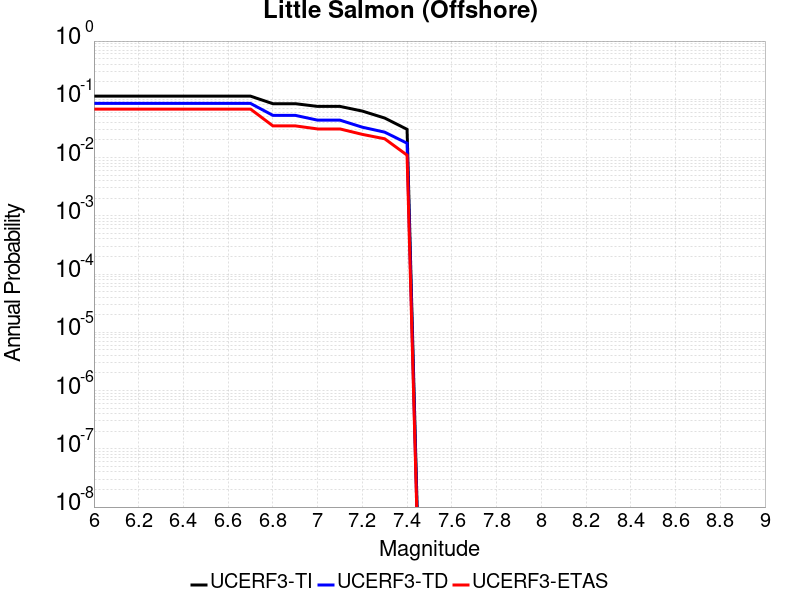 Little Salmon (Offshore)
10^0
10^-1
10^-2
10^-3
10^-4
10^-5
10^-6
10^-7
10^-8
Annual Probability
6 6.2 6.4 6.6 6.8 7 7.2 7.4 7.6 7.8 8 8.2 8.4 8.6 8.8 9
Magnitude
UCERF3-TI UCERF3-TD UCERF3-ETAS